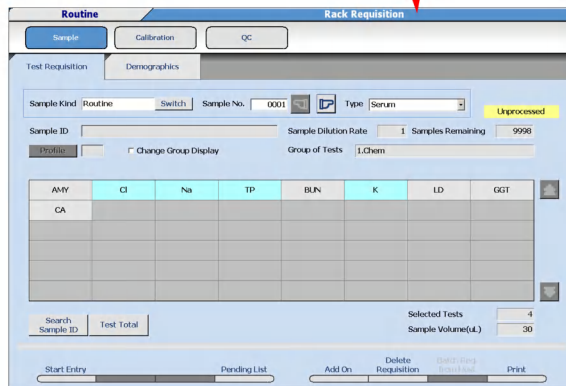 Routine Rack Requisition
Sample Calibration QC
Test Requisition Demographics
Sample Kind Routine Switch Sample No. 0001 Type Serum Unprocessed
Sample ID Sample Dilution Rate 1 Samples Remaining 9998
Profile Change Group Display Group of Tests 1.Chem
AMY Cl Na TP BUN K LD GGT
CA
Selected Tests 4
Search Sample ID Test Total Sample Volume(uL) 30
Start Entry Pending List Add On Delete Requisition Print